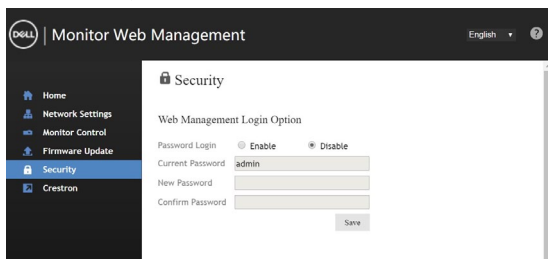 DELL | Monitor Web Management
English ▼ ?
Home
Network Settings
Monitor Control
Firmware Update
Security
Crestron
Security
Web Management Login Option
Password Login Enable Disable
Current Password admin
New Password
Confirm Password
Save